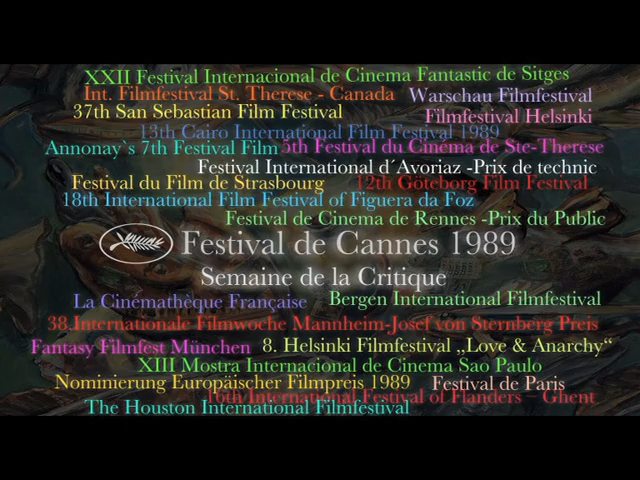 XXII Festival Internacional de Cinema Fantastic de Sitges
Int. Filmfestival St. Therese - Canada
Warschau Filmfestival
37th San Sebastian Film Festival
Filmfestival Helsinki
13th Cairo International Film Festival 1989
Annonay`s 7th Festival Film
5th Festival du Cinéma de Ste-Therese
Festival International d´Avoriaz -Prix de technic
Festival du Film de Strasbourg
12th Göteborg Film Festival
18th International Film Festival of Figuera da Foz
Festival de Cinema de Rennes -Prix du Public
Festival de Cannes 1989
Semaine de la Critique
La Cinemathèque Française
Bergen International Filmfestival
38.Internationale Filmwoche Mannheim-Josef von Sternberg Preis
Fantasy Filmfest München
8. Helsinki Filmfestival „Love & Anarchy“
XIII Mostra Internacional de Cinema Sao Paulo
Nominierung Europäischer Filmpreis 1989
Festival de Paris
16th International Festival of Flanders – Ghent
The Houston International Filmfestival